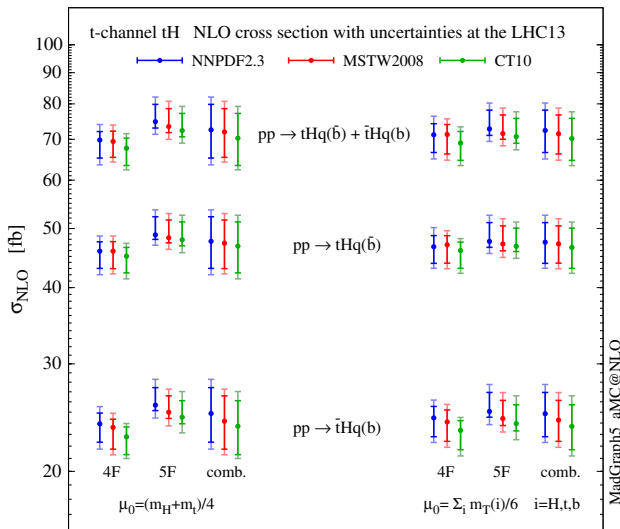 t-channel tH NLO cross section with uncertainties at the LHC13
NNPDF2.3 MSTW2008 CT10
100
90
80
70
60
50
40
30
20
σNLO [fb]
pp → tHq(b̄) + t̄Hq(b)
pp → tHq(b̄)
pp → t̄Hq(b)
4F 5F comb. 4F 5F comb.
μ0=(mH+mt)/4 μ0= Σi mT(i)/6 i=H,t,b
MadGraph5_aMC@NLO